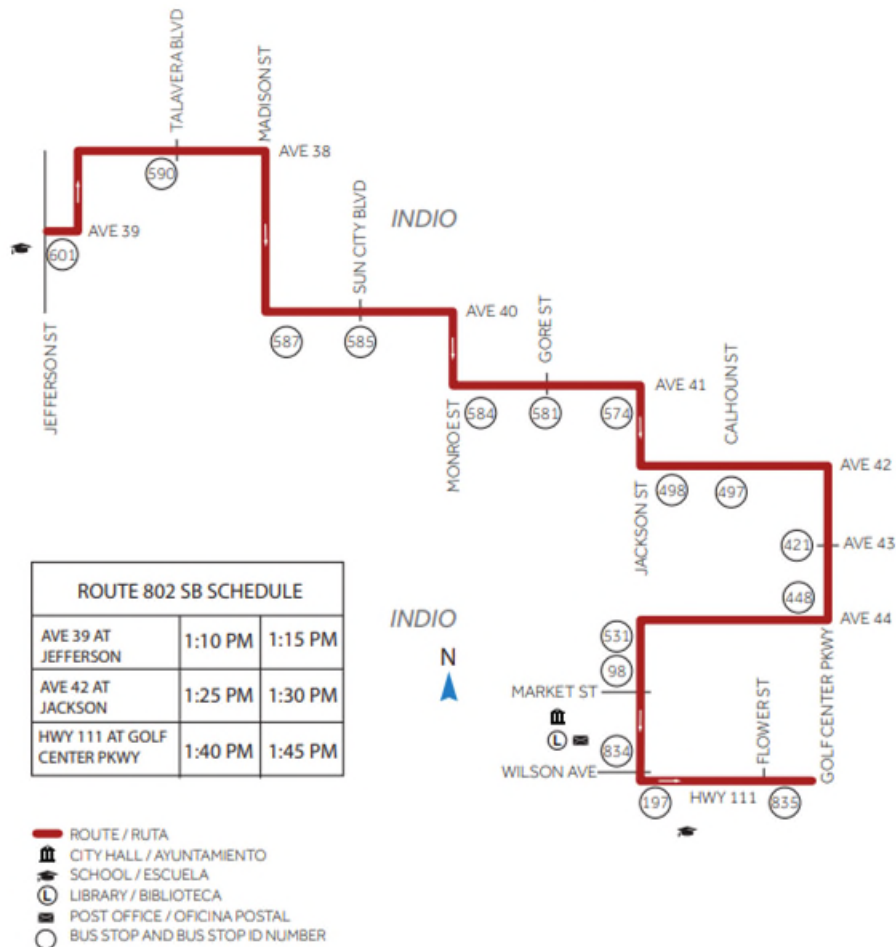 TALAVERA BLVD
MADISON ST
AVE 38
590
AVE 39
601
JEFFERSON ST
INDIO
SUN CITY BLVD
AVE 40
587
585
GORE ST
AVE 41
584
581
574
MONROE ST
CALHOUN ST
AVE 42
498
497
JACKSON ST
421
AVE 43
448
AVE 44
GOLF CENTER PKWY
INDIO
N
531
98
MARKET ST
L
834
WILSON AVE
FLOWER ST
197
HWY 111
835
ROUTE 802 SB SCHEDULE
AVE 39 AT
JEFFERSON
1:10 PM
1:15 PM
AVE 42 AT
JACKSON
1:25 PM
1:30 PM
HWY 111 AT GOLF
CENTER PKWY
1:40 PM
1:45 PM
ROUTE / RUTA
CITY HALL / AYUNTAMIENTO
SCHOOL / ESCUELA
L LIBRARY / BIBLIOTECA
POST OFFICE / OFICINA POSTAL
BUS STOP AND BUS STOP ID NUMBER